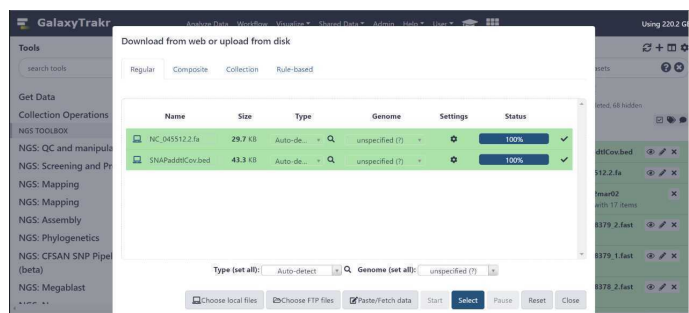 GalaxyTrakr
Analyze Data Workflow Visualize Shared Data Admin Help User
Using 220.2 GB
Download from web or upload from disk
Tools
search tools
Regular Composite Collection Rule-based
Get Data
Collection Operations
NGS TOOLBOX
NGS: QC and manipula
NGS: Screening and Pr
NGS: Mapping
NGS: Mapping
NGS: Assembly
NGS: Phylogenetics
NGS: CFSAN SNP Pipel
(beta)
NGS: Megablast
Name Size Type Genome Settings Status
NC_045512.2.fa 29.7 KB Auto-de... unspecified (?) 100%
SNAPaddtlCov.bed 43.3 KB Auto-de... unspecified (?) 100%
Type (set all): Auto-detect Genome (set all): unspecified (?)
Choose local files Choose FTP files Paste/Fetch data Start Select Pause Reset Close
asets
68 hidden
dtlCov.bed
512.2.fa
2mar02
with 17 items
8379_2.fast
8379_1.fast
8378_2.fast